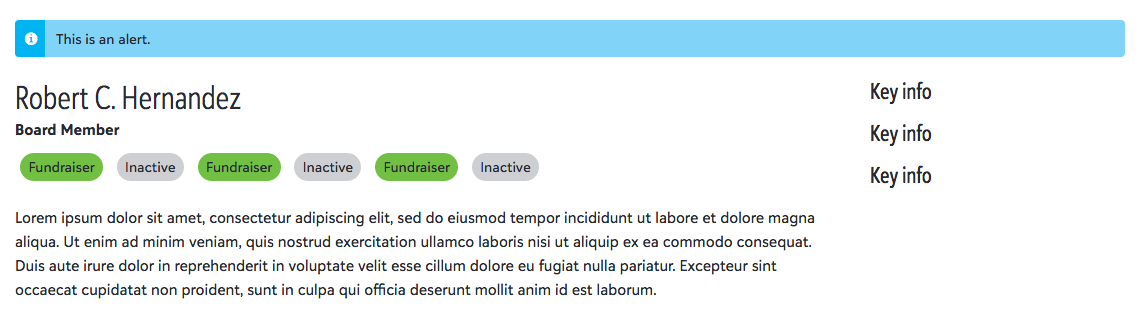 This is an alert.
Robert C. Hernandez
Board Member
Fundraiser Inactive Fundraiser Inactive Fundraiser Inactive
Lorem ipsum dolor sit amet, consectetur adipiscing elit, sed do eiusmod tempor incididunt ut labore et dolore magna
aliqua. Ut enim ad minim veniam, quis nostrud exercitation ullamco laboris nisi ut aliquip ex ea commodo consequat.
Duis aute irure dolor in reprehenderit in voluptate velit esse cillum dolore eu fugiat nulla pariatur. Excepteur sint
occaecat cupidatat non proident, sunt in culpa qui officia deserunt mollit anim id est laborum.
Key info
Key info
Key info